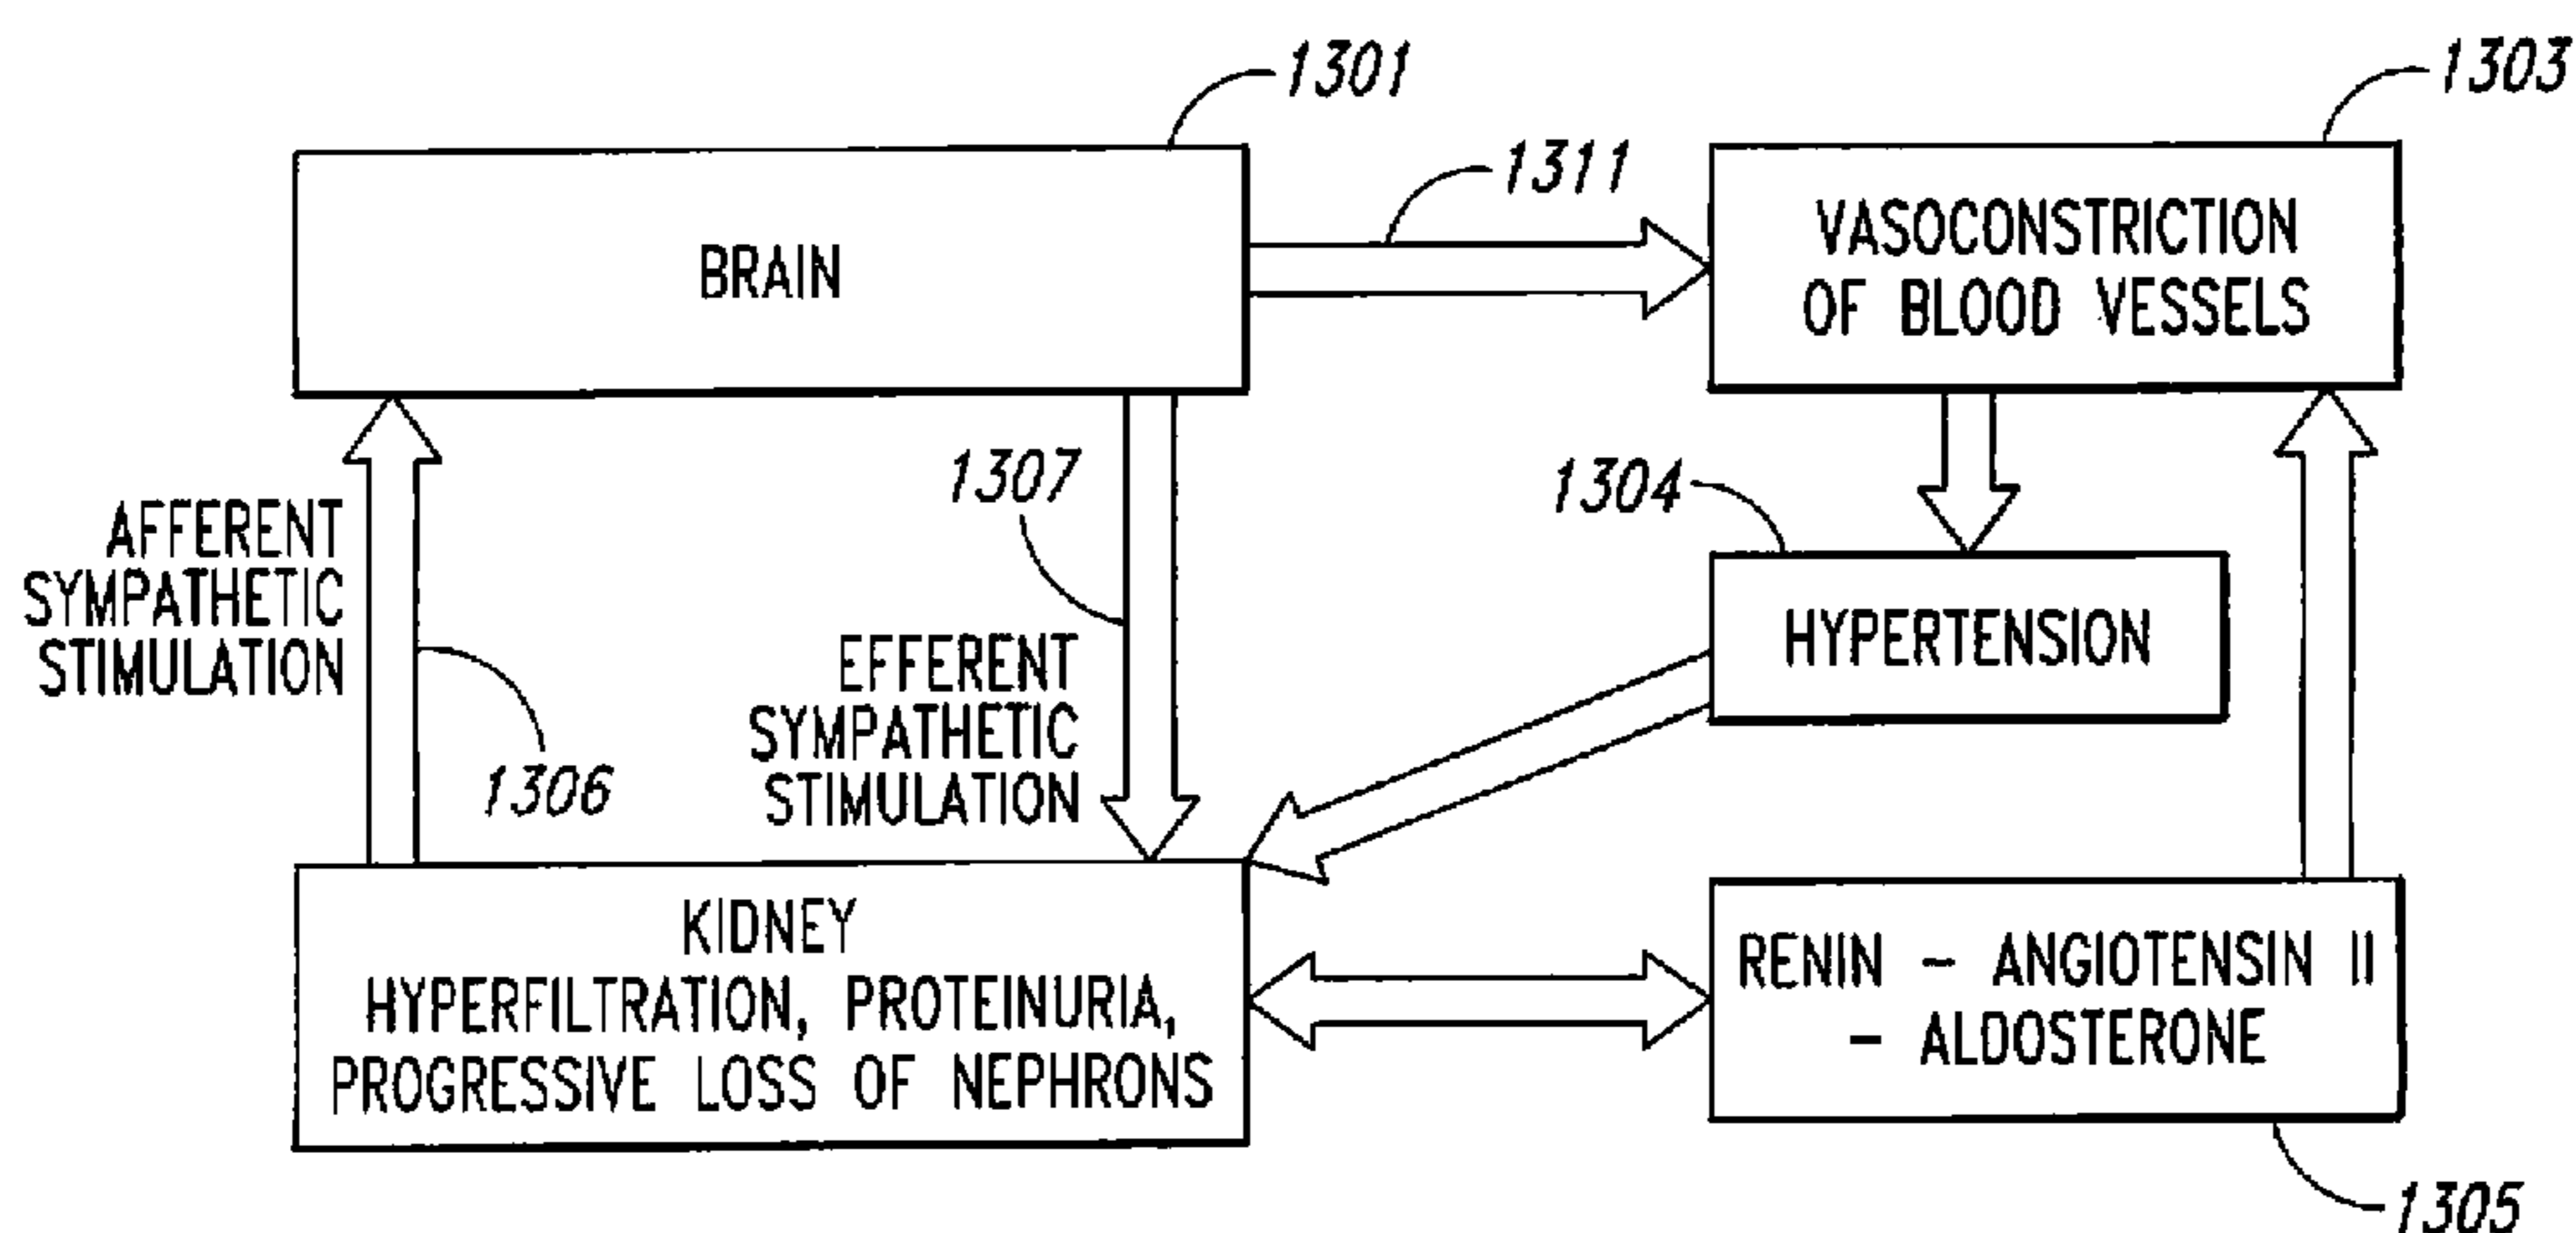 1301
1303
1311
BRAIN
VASOCONSTRICTION
OF BLOOD VESSELS
1307
1304
AFFERENT
SYMPATHETIC
STIMULATION
HYPERTENSION
EFFERENT
SYMPATHETIC
STIMULATION
1306
KIDNEY
HYPERFILTRATION, PROTEINURIA,
PROGRESSIVE LOSS OF NEPHRONS
RENIN - ANGIOTENSIN II
- ALDOSTERONE
1305